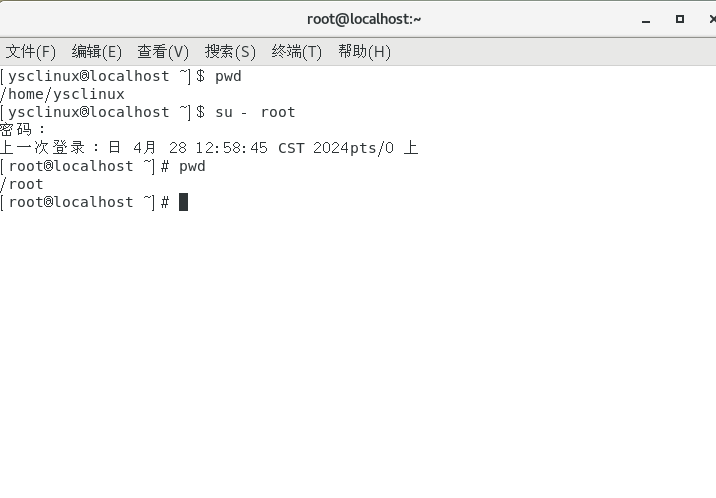 root@localhost:~
文件(F) 编辑(E) 查看(V) 搜索(S) 终端(T) 帮助(H)
[ysclinux@localhost ~]$ pwd
/home/ysclinux
[ysclinux@localhost ~]$ su - root
密码：
上一次登录：日 4月 28 12:58:45 CST 2024pts/0 上
[root@localhost ~]# pwd
/root
[root@localhost ~]#